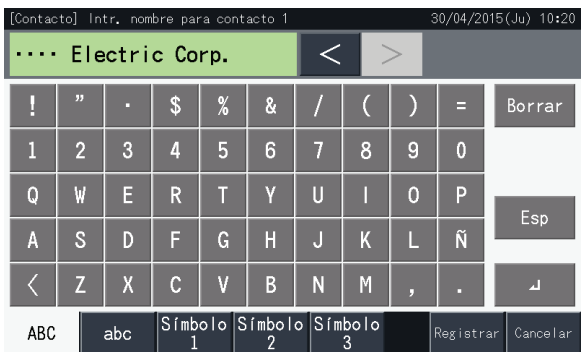 [Contacto] Intr. nombre para contacto 1 30/04/2015(Ju) 10:20
···· Electric Corp. < >
! ” · $ % & / ( ) = Borrar
1 2 3 4 5 6 7 8 9 0
Q W E R T Y U I O P
Esp
A S D F G H J K L Ñ
< Z X C V B N M , . ↲
ABC abc Símbolo 1 Símbolo 2 Símbolo 3 Registrar Cancelar